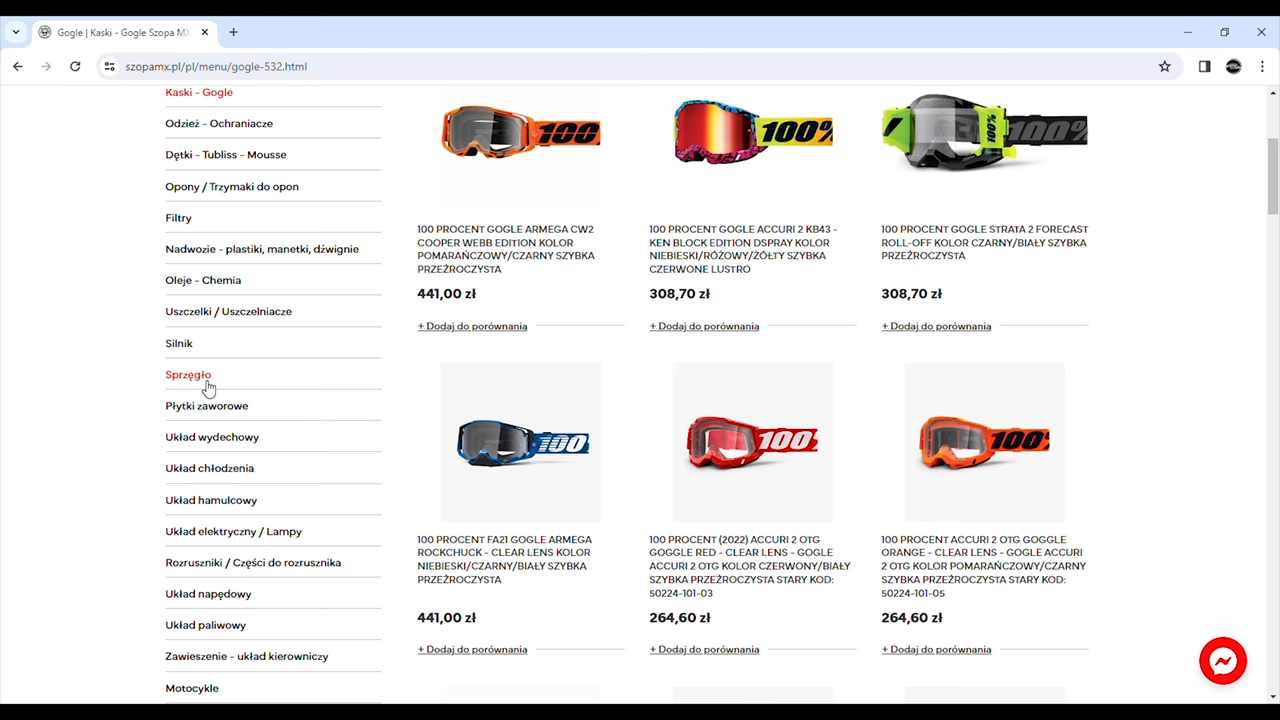 Gogle | Kaski - Gogle Szopa MX
szopamx.pl/pl/menu/gogle-532.html
Kaski - Gogle
Odzież - Ochraniacze
Dętki - Tubliss - Mousse
Opony / Trzymaki do opon
Filtry
Nadwozie - plastiki, manetki, dźwignie
Oleje - Chemia
Uszczelki / Uszczelniacze
Silnik
Sprzęgło
Płytki zaworowe
Układ wydechowy
Układ chłodzenia
Układ hamulcowy
Układ elektryczny / Lampy
Rozruszniki / Części do rozrusznika
Układ napędowy
Układ paliwowy
Zawieszenie - układ kierowniczy
Motocykle
100
100%
100%
100 PROCENT GOGLE ARMEGA CW2
COOPER WEBB EDITION KOLOR
POMARAŃCZOWY/CZARNY SZYBKA
PRZEŹROCZYSTA
441,00 zł
+ Dodaj do porównania
100 PROCENT GOGLE ACCURI 2 KB43 -
KEN BLOCK EDITION DSPRAY KOLOR
NIEBIESKI/RÓŻOWY/ŻÓŁTY SZYBKA
CZERWONE LUSTRO
308,70 zł
+ Dodaj do porównania
100 PROCENT GOGLE STRATA 2 FORECAST
ROLL-OFF KOLOR CZARNY/BIAŁY SZYBKA
PRZEŹROCZYSTA
308,70 zł
+ Dodaj do porównania
100
100
100%
100 PROCENT FA21 GOGLE ARMEGA
ROCKCHUCK - CLEAR LENS KOLOR
NIEBIESKI/CZARNY/BIAŁY SZYBKA
PRZEŹROCZYSTA
441,00 zł
+ Dodaj do porównania
100 PROCENT (2022) ACCURI 2 OTG
GOGGLE RED - CLEAR LENS - GOGLE
ACCURI 2 OTG KOLOR CZERWONY/BIAŁY
SZYBKA PRZEŹROCZYSTA STARY KOD:
50224-101-03
264,60 zł
+ Dodaj do porównania
100 PROCENT ACCURI 2 OTG GOGGLE
ORANGE - CLEAR LENS - GOGLE ACCURI
2 OTG KOLOR POMARAŃCZOWY/CZARNY
SZYBKA PRZEŹROCZYSTA STARY KOD:
50224-101-05
264,60 zł
+ Dodaj do porównania